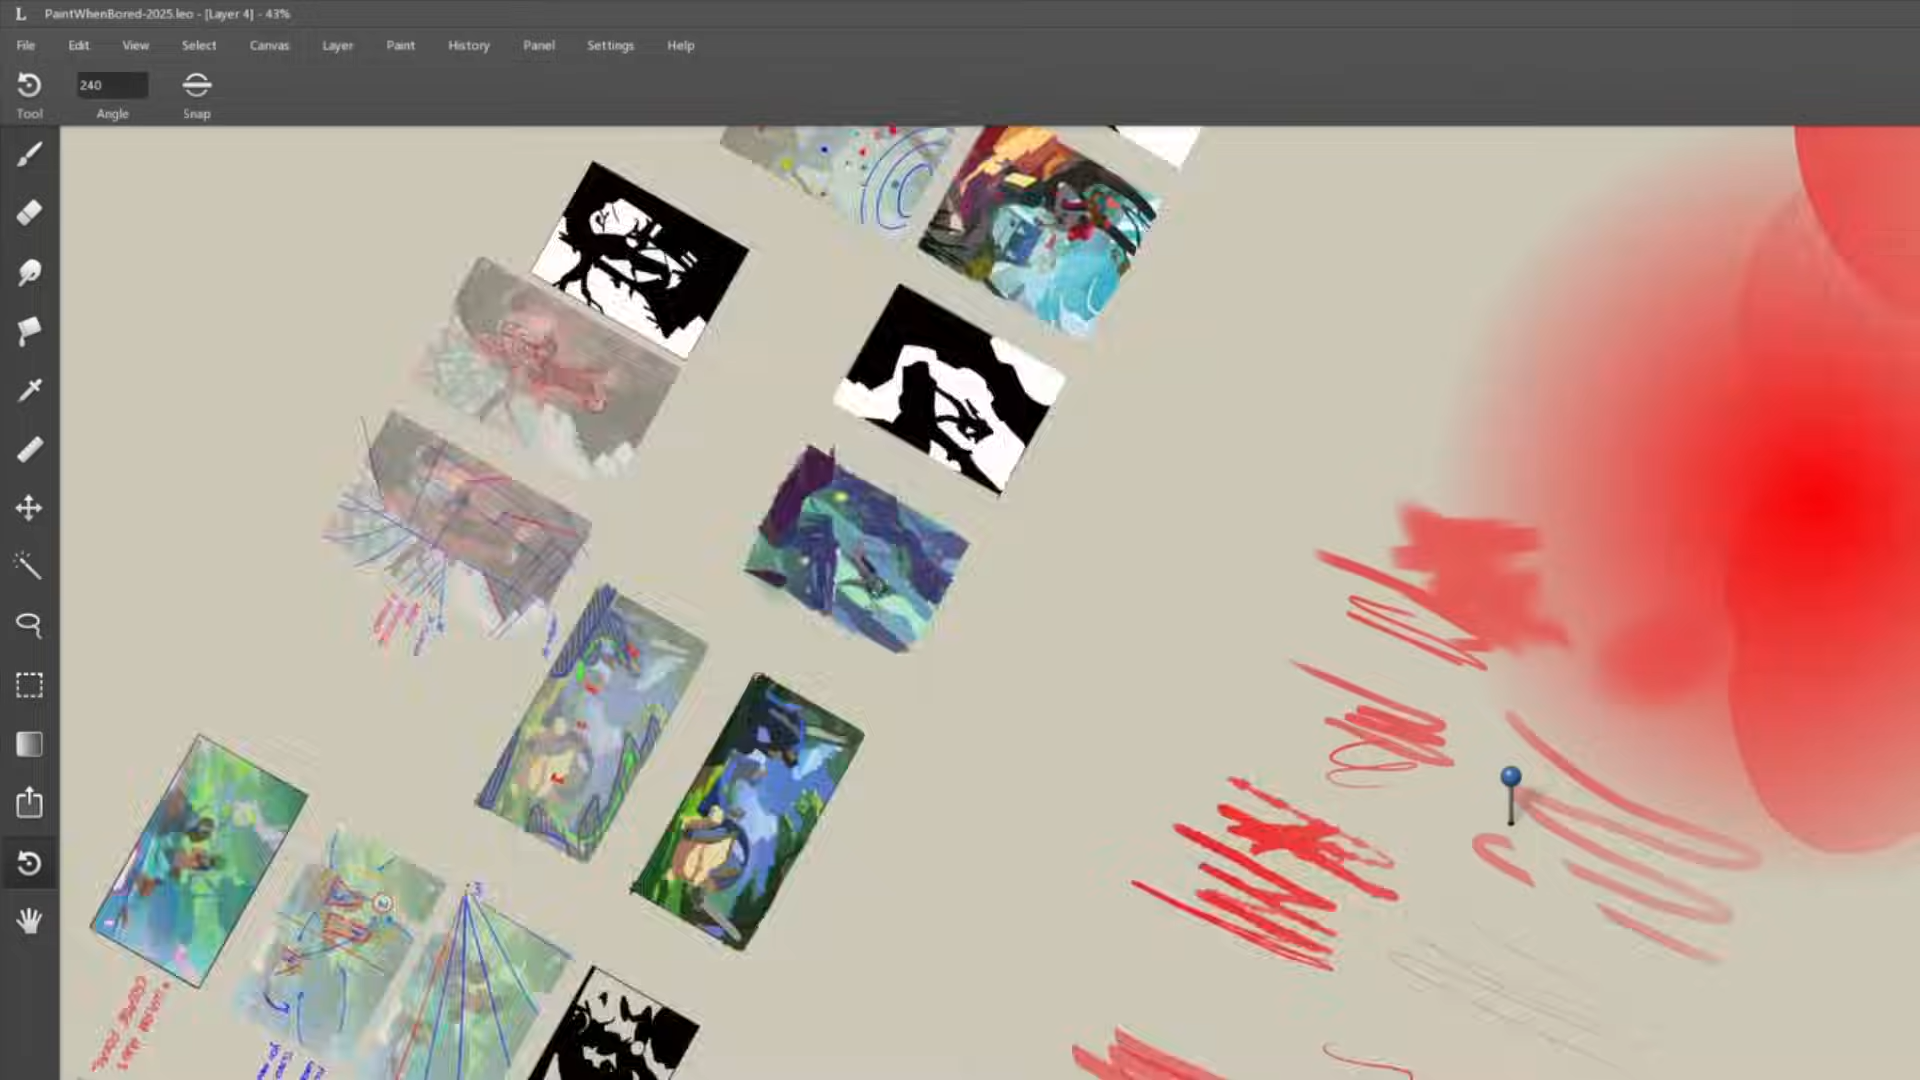 L PaintWhenBored-2025.leo - [Layer 4] - 43%
File Edit View Select Canvas Layer Paint History Panel Settings Help
240
Tool Angle Snap